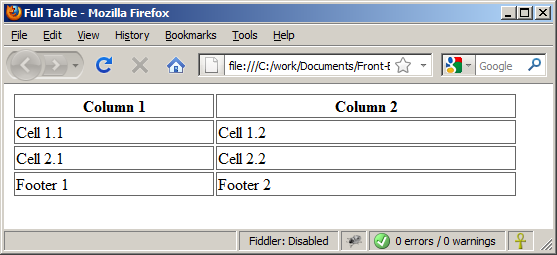 Full Table - Mozilla Firefox
File Edit View History Bookmarks Tools Help
file:///C:/work/Documents/Front-E Google
Column 1 Column 2
Cell 1.1 Cell 1.2
Cell 2.1 Cell 2.2
Footer 1 Footer 2
Fiddler: Disabled 0 errors / 0 warnings